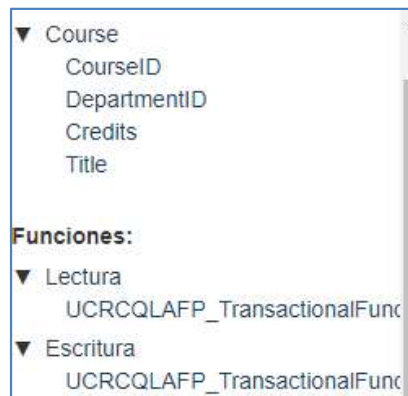 ▼ Course
CourseID
DepartmentID
Credits
Title
Funciones:
▼ Lectura
UCRCQLAFP_TransactionalFunc
▼ Escritura
UCRCQLAFP_TransactionalFunc